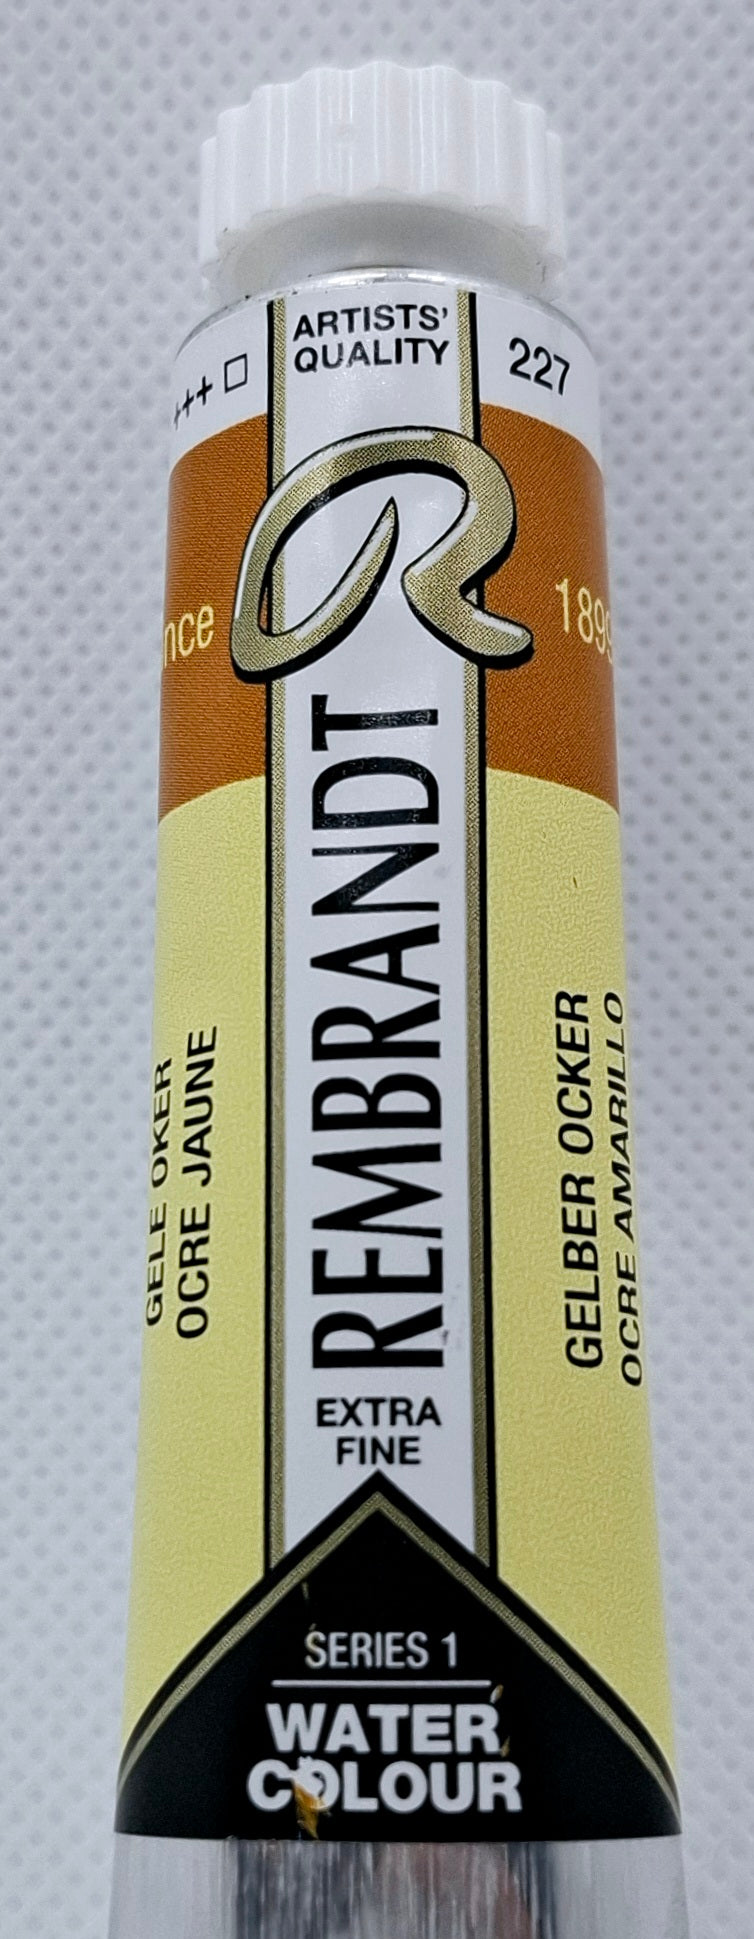 ARTISTS'
QUALITY
+++ □
227
R
nce
189
REMBRANDT
GELE OKER
OCRE JAUNE
GELBER OCKER
OCRE AMARILLO
EXTRA
FINE
SERIES 1
WATER
COLOUR